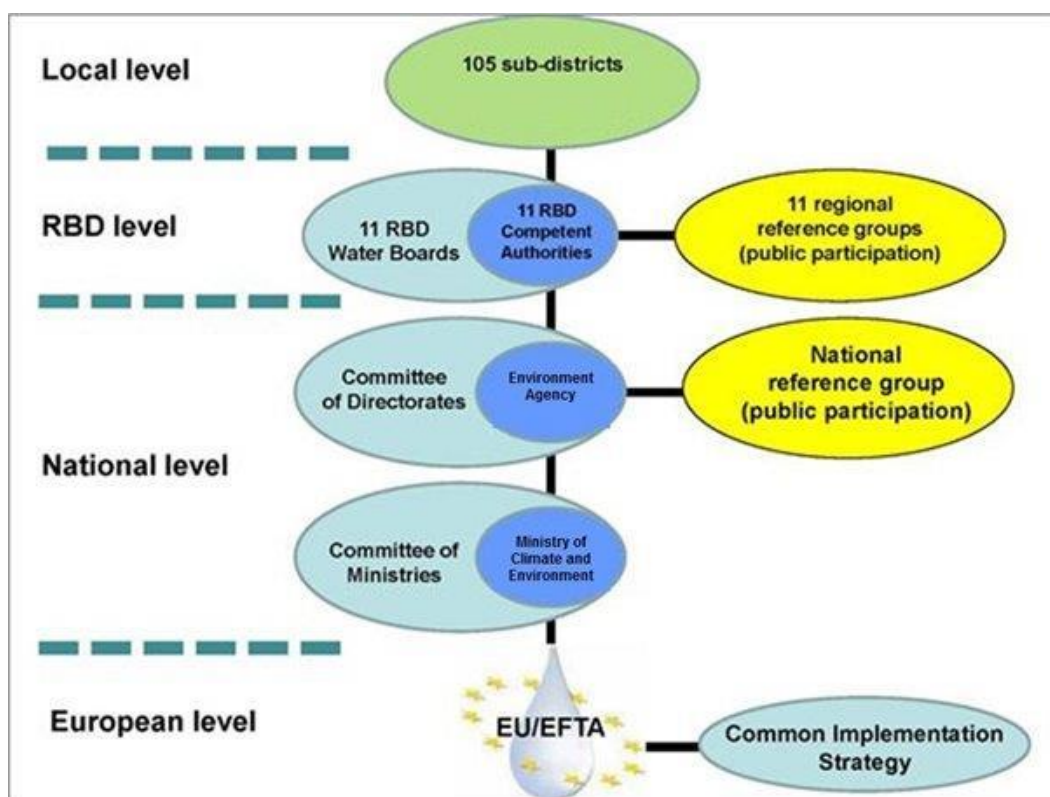 Local level
105 sub-districts
RBD level
11 RBD
Water Boards
11 RBD
Competent
Authorities
11 regional
reference groups
(public participation)
National level
Committee
of Directorates
Environment
Agency
National
reference group
(public participation)
Committee of
Ministries
Ministry of
Climate and
Environment
European level
EU/EFTA
Common Implementation
Strategy